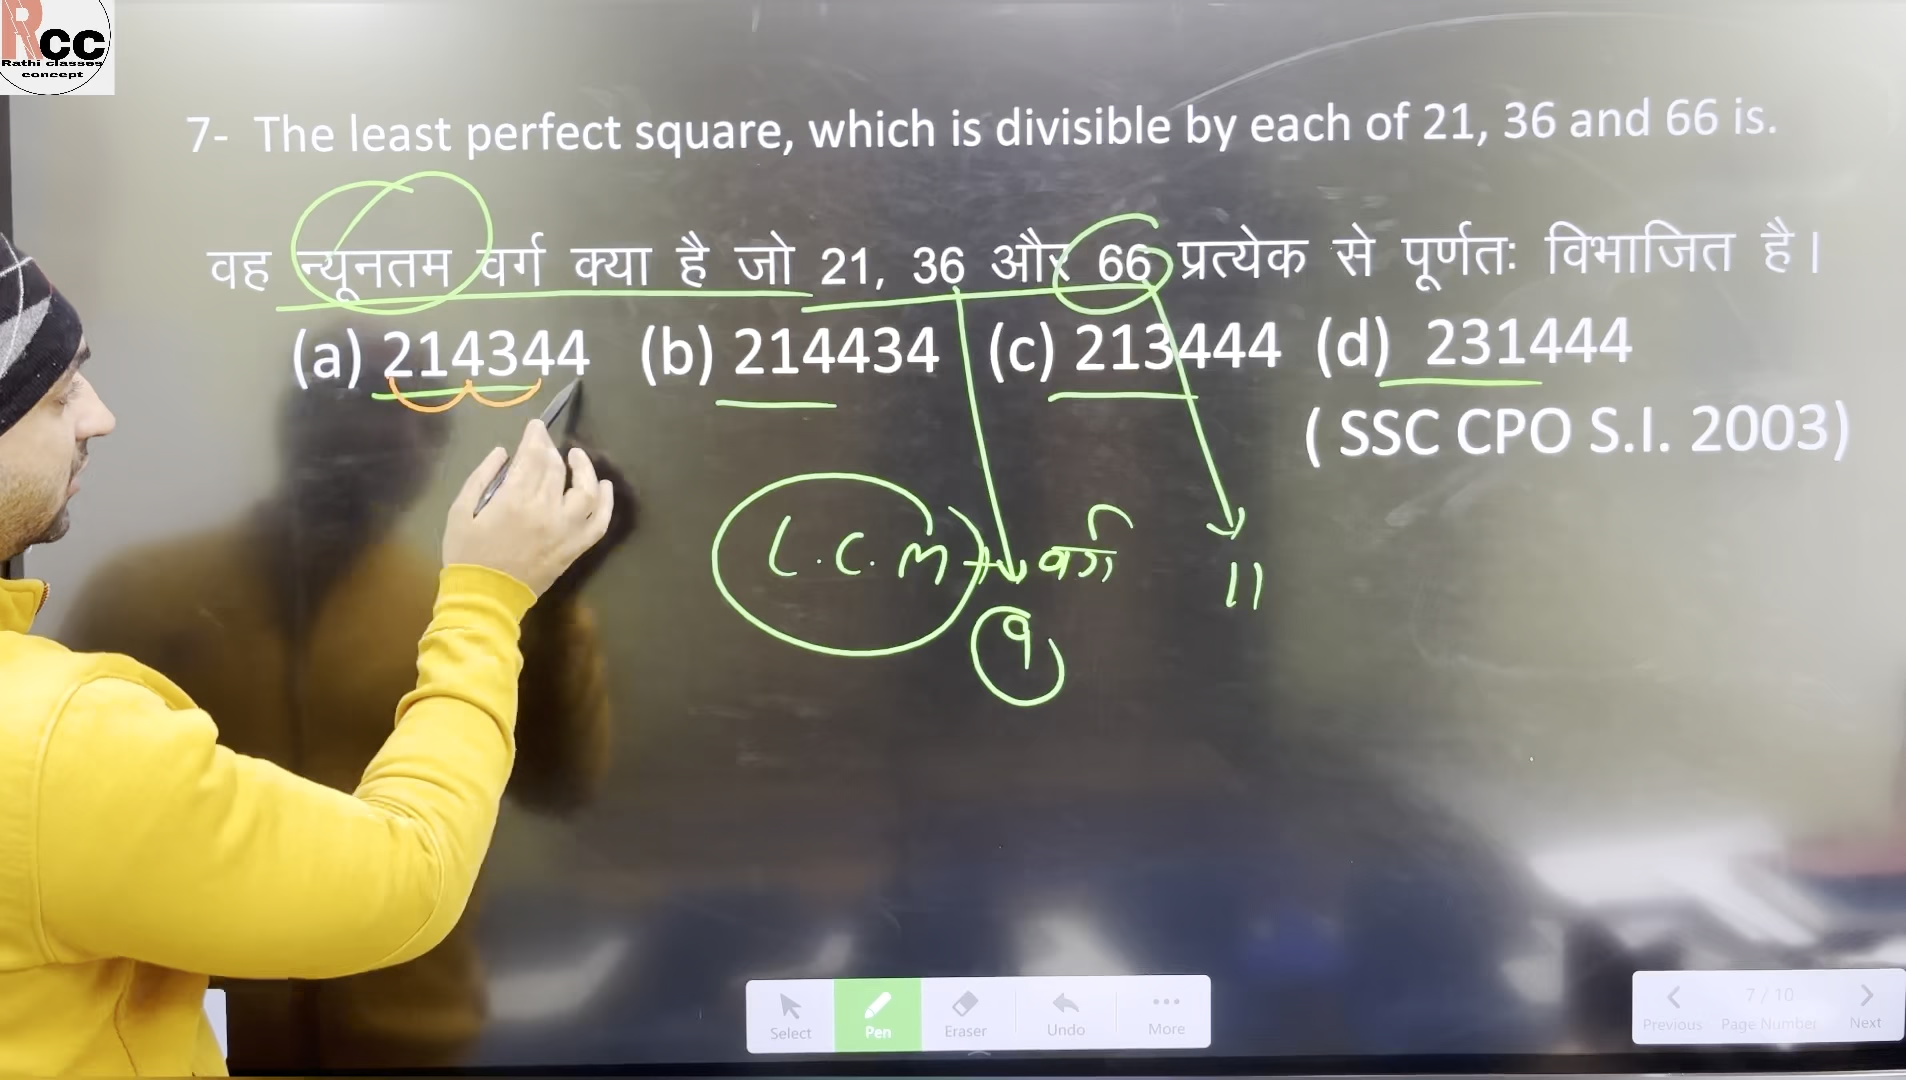 Rcc
Rathi classes
concept
7- The least perfect square, which is divisible by each of 21, 36 and 66 is.
वह न्यूनतम वर्ग क्या है जो 21, 36 और 66 प्रत्येक से पूर्णतः विभाजित है।
(a) 214344 (b) 214434 (c) 213444 (d) 231444
( SSC CPO S.I. 2003)
L.C.M वर्ग 11
9
Select Pen Eraser Undo More
7 / 10
Previous Page Number Next